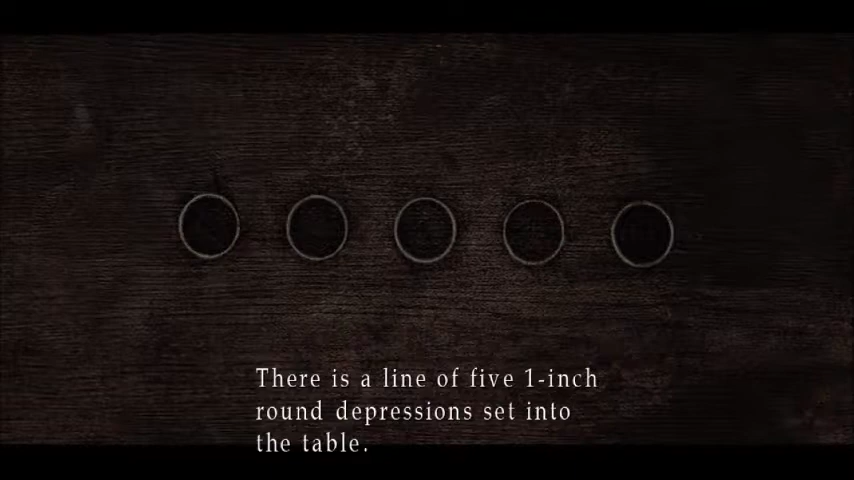 There is a line of five 1-inch
round depressions set into
the table.